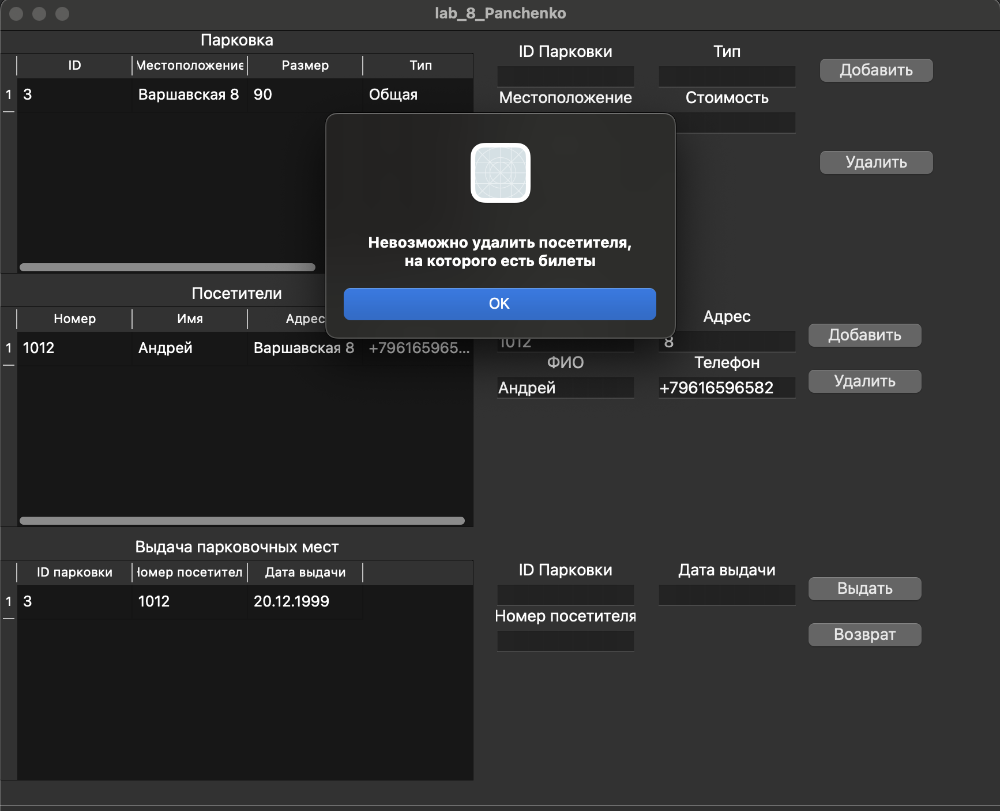 lab_8_Panchenko
Парковка
ID Местоположение Размер Тип
1 3 Варшавская 8 90 Общая
ID Парковки Тип
Добавить
Местоположение Стоимость
Удалить
Невозможно удалить посетителя,
на которого есть билеты
OK
Посетители
Номер Имя Адрес
1 1012 Андрей Варшавская 8 +796165965...
Адрес
1012 8
Добавить
ФИО Телефон
Андрей +79616596582
Удалить
Выдача парковочных мест
ID парковки Номер посетител Дата выдачи
1 3 1012 20.12.1999
ID Парковки Дата выдачи
Выдать
Номер посетителя
Возврат